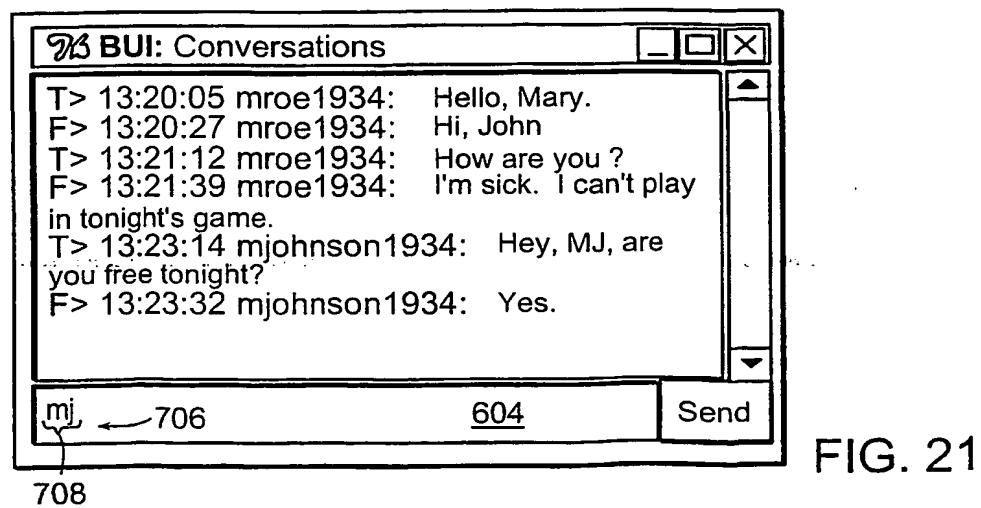 BUI: Conversations
T> 13:20:05 mroe1934: Hello, Mary.
F> 13:20:27 mroe1934: Hi, John
T> 13:21:12 mroe1934: How are you ?
F> 13:21:39 mroe1934: I'm sick. I can't play
in tonight's game.
T> 13:23:14 mjohnson1934: Hey, MJ, are
you free tonight?
F> 13:23:32 mjohnson1934: Yes.
mj 706 604 Send
FIG. 21
708